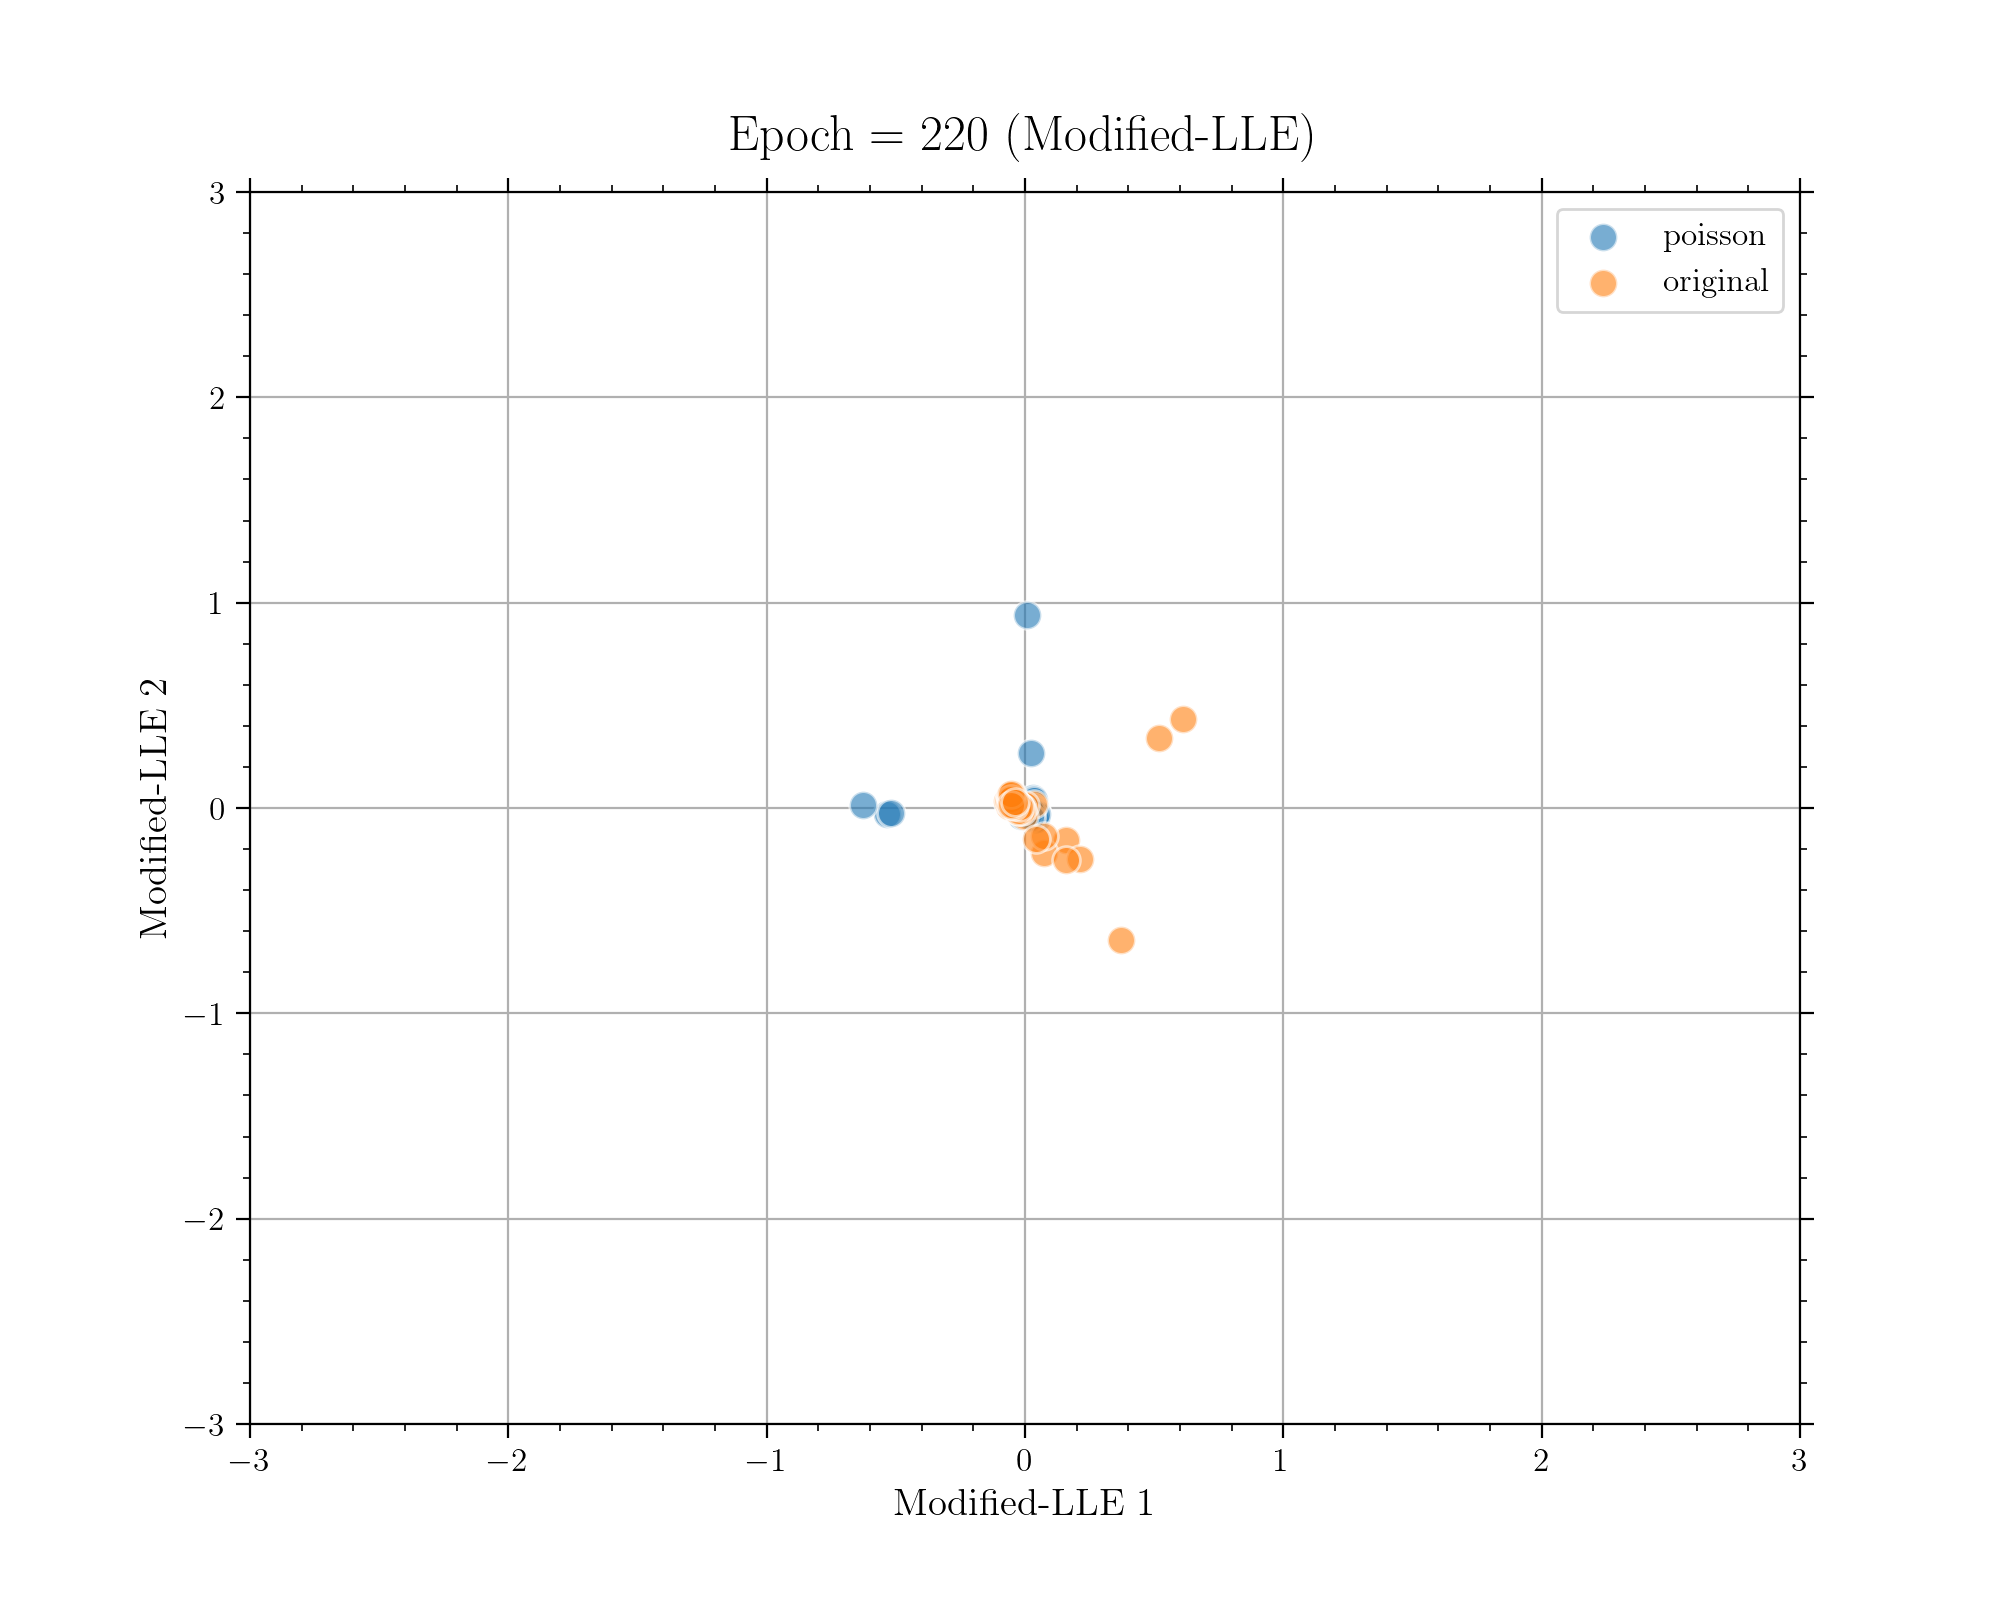 Epoch = 220 (Modified-LLE)
poisson
original
3
2
1
0
−1
−2
−3
Modified-LLE 2
−3
−2
−1
0
1
2
3
Modified-LLE 1